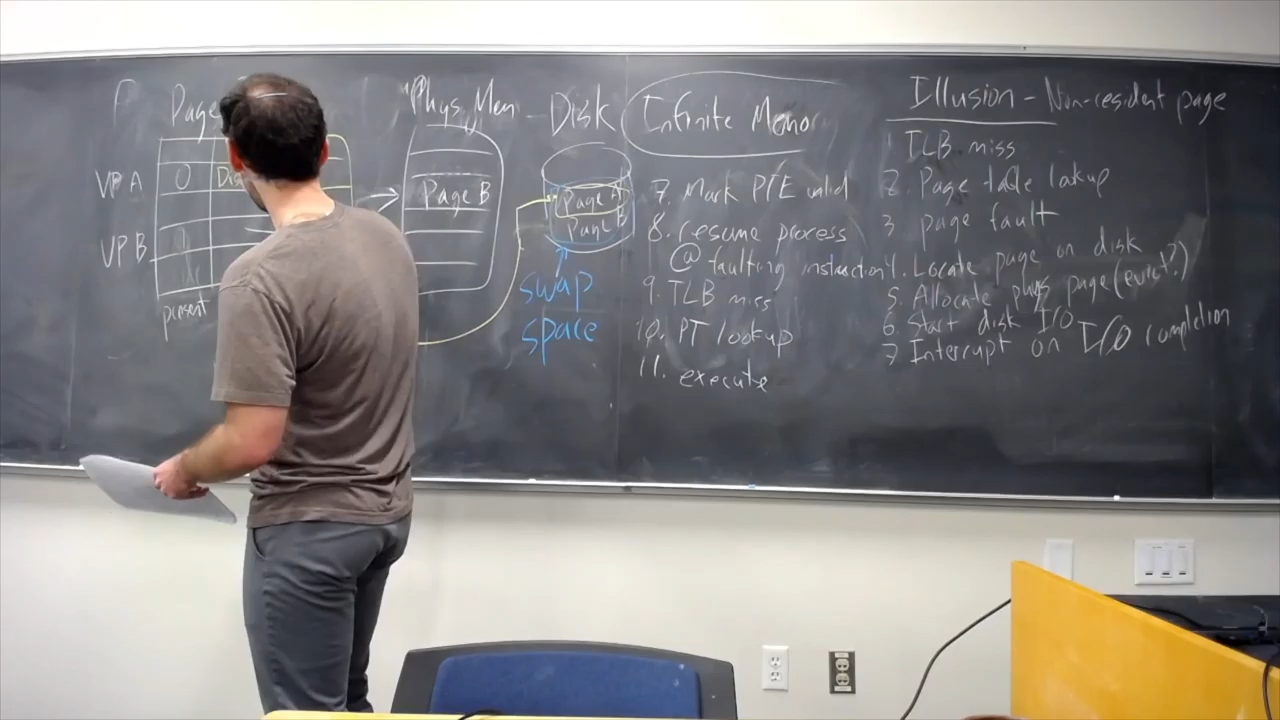 Page
VP A
0
Dis
VP B
present
Phys. Mem
Page B
Disk
Page A
Page B
swap
space
Infinite Memo
7. Mark PTE valid
8. resume process
@ faulting instruction
9. TLB miss
10. PT lookup
11. execute
Illusion - Non-resident page
1 TLB miss
2. Page table lookup
3. page fault
4. Locate page on disk
5. Allocate phys page (evict?)
6. Start disk I/O
7 Interrupt on I/O completion